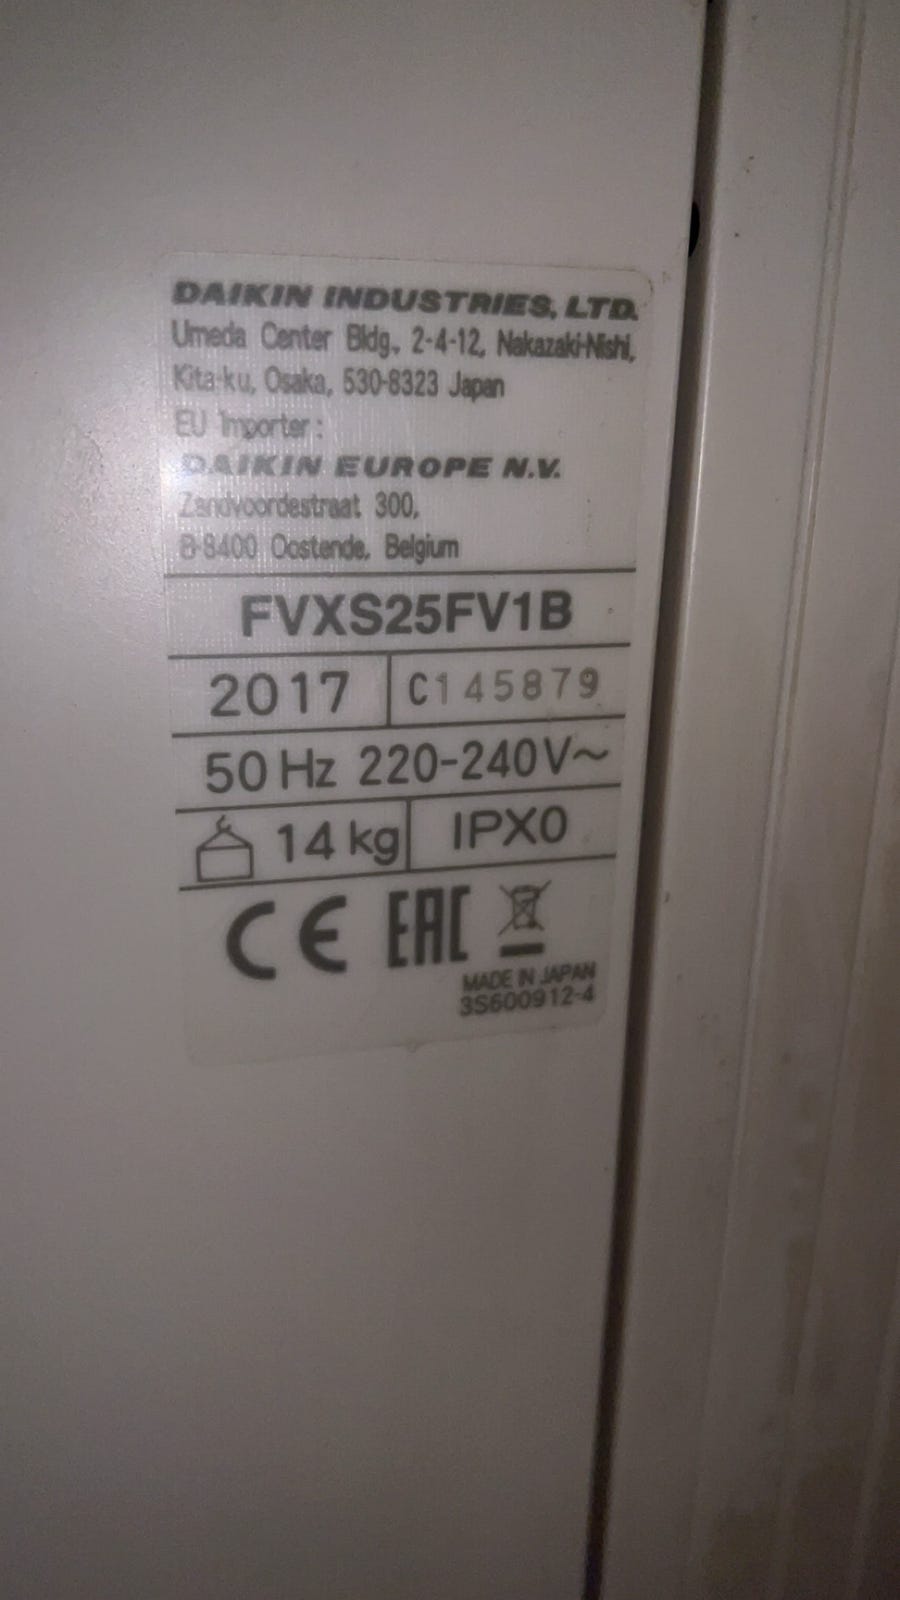 DAIKIN INDUSTRIES, LTD.
Umeda Center Bldg., 2-4-12, Nakazaki-Nishi,
Kita-ku, Osaka, 530-8323 Japan
EU Importer :
DAIKIN EUROPE N.V.
Zandvoordestraat 300,
B-8400 Oostende, Belgium
FVXS25FV1B
2017 C145879
50 Hz 220-240V~
14 kg IPX0
CE EAC
MADE IN JAPAN
3S600912-4